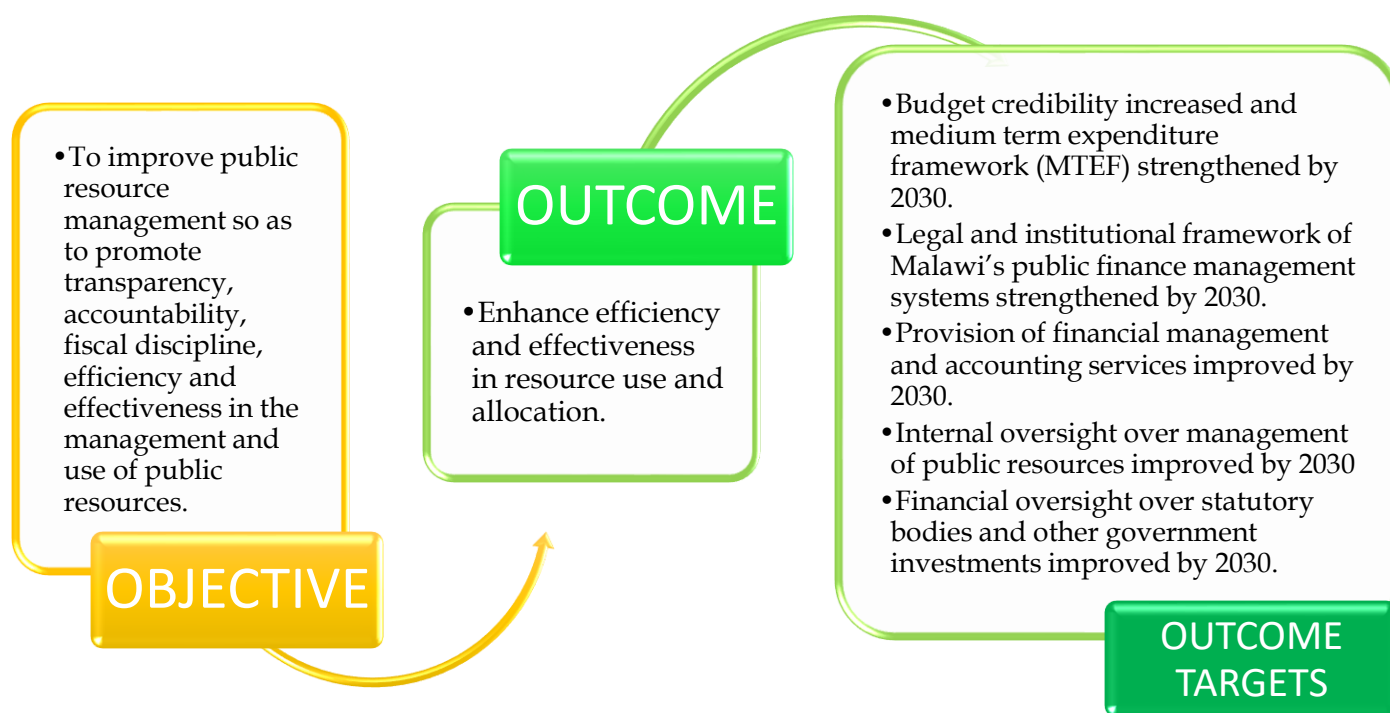 •To improve public
resource
management so as
to promote
transparency,
accountability,
fiscal discipline,
efficiency and
effectiveness in the
management and
use of public
resources.
OBJECTIVE
OUTCOME
•Enhance efficiency
and effectiveness
in resource use and
allocation.
•Budget credibility increased and
medium term expenditure
framework (MTEF) strengthened by
2030.
•Legal and institutional framework of
Malawi’s public finance management
systems strengthened by 2030.
•Provision of financial management
and accounting services improved by
2030.
•Internal oversight over management
of public resources improved by 2030
•Financial oversight over statutory
bodies and other government
investments improved by 2030.
OUTCOME
TARGETS